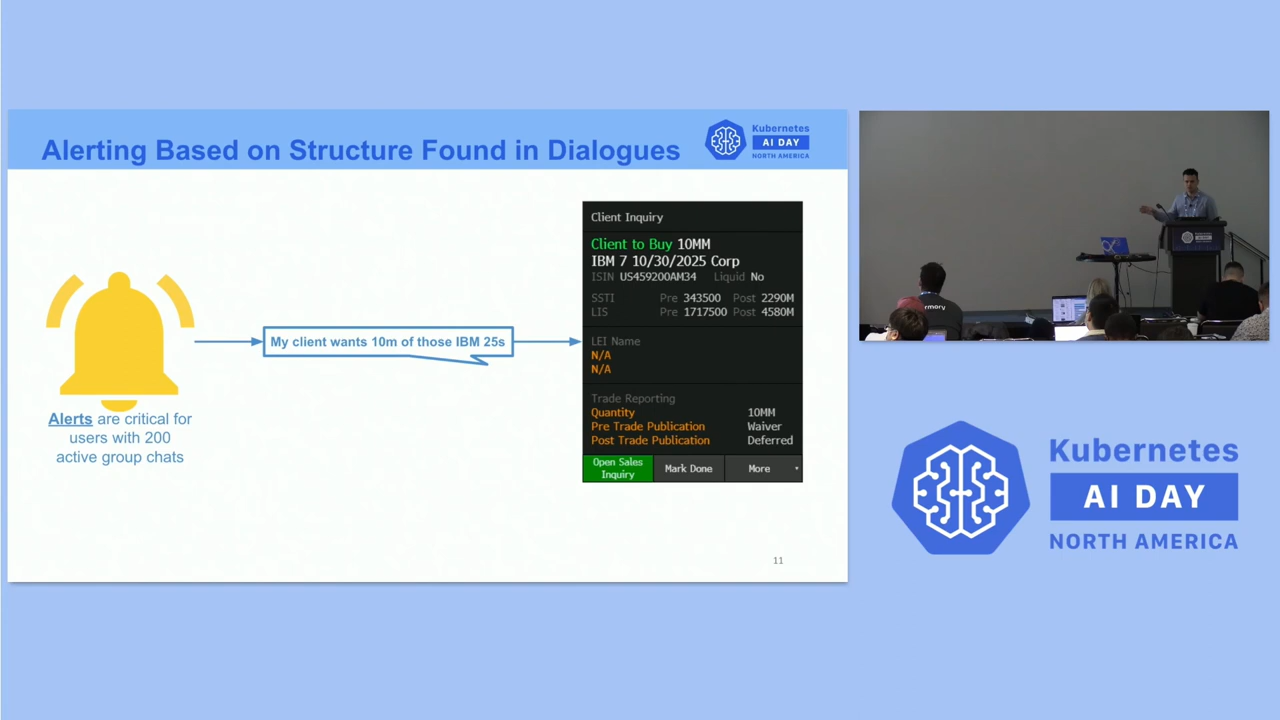 Alerting Based on Structure Found in Dialogues
Kubernetes
AI DAY
NORTH AMERICA
Alerts are critical for
users with 200
active group chats
My client wants 10m of those IBM 25s
Client Inquiry
Client to Buy 10MM
IBM 7 10/30/2025 Corp
ISIN US459200AM34 Liquid No
SSTI Pre 343500 Post 2290M
LIS Pre 1717500 Post 4580M
LEI Name
N/A
N/A
Trade Reporting
Quantity 10MM
Pre Trade Publication Waiver
Post Trade Publication Deferred
Open Sales
Inquiry
Mark Done
More
11
Kubernetes
AI DAY
NORTH AMERICA